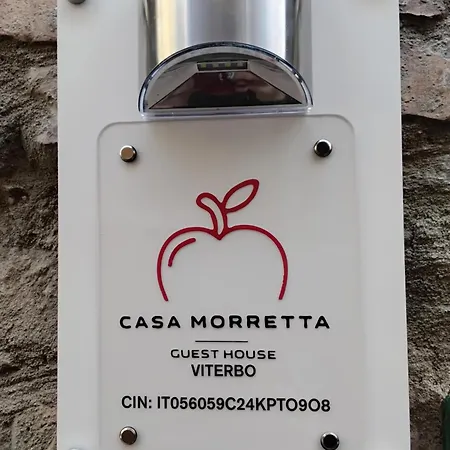 CASA MORRETTA
GUEST HOUSE
VITERBO
CIN: IT056059C24KPTO9O8